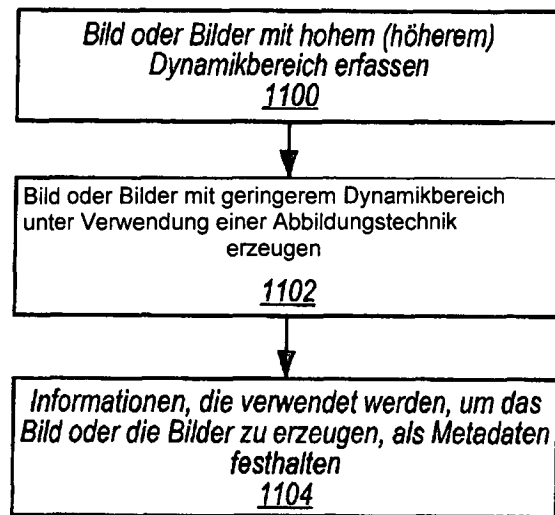 Bild oder Bilder mit hohem (höherem)
Dynamikbereich erfassen
1100
Bild oder Bilder mit geringerem Dynamikbereich
unter Verwendung einer Abbildungstechnik
erzeugen
1102
Informationen, die verwendet werden, um das
Bild oder die Bilder zu erzeugen, als Metadaten
festhalten
1104